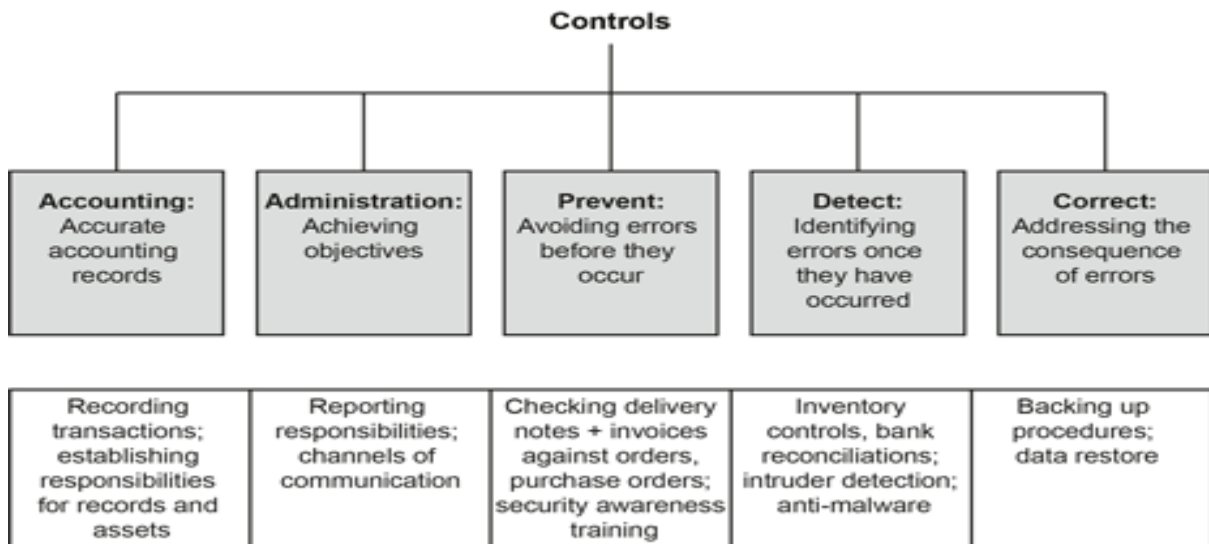 Controls
Accounting:
Accurate
accounting
records
Administration:
Achieving
objectives
Prevent:
Avoiding errors
before they
occur
Detect:
Identifying
errors once
they have
occurred
Correct:
Addressing the
consequence
of errors
Recording
transactions;
establishing
responsibilities
for records and
assets
Reporting
responsibilities;
channels of
communication
Checking delivery
notes + invoices
against orders,
purchase orders;
security awareness
training
Inventory
controls, bank
reconciliations;
intruder detection;
anti-malware
Backing up
procedures;
data restore